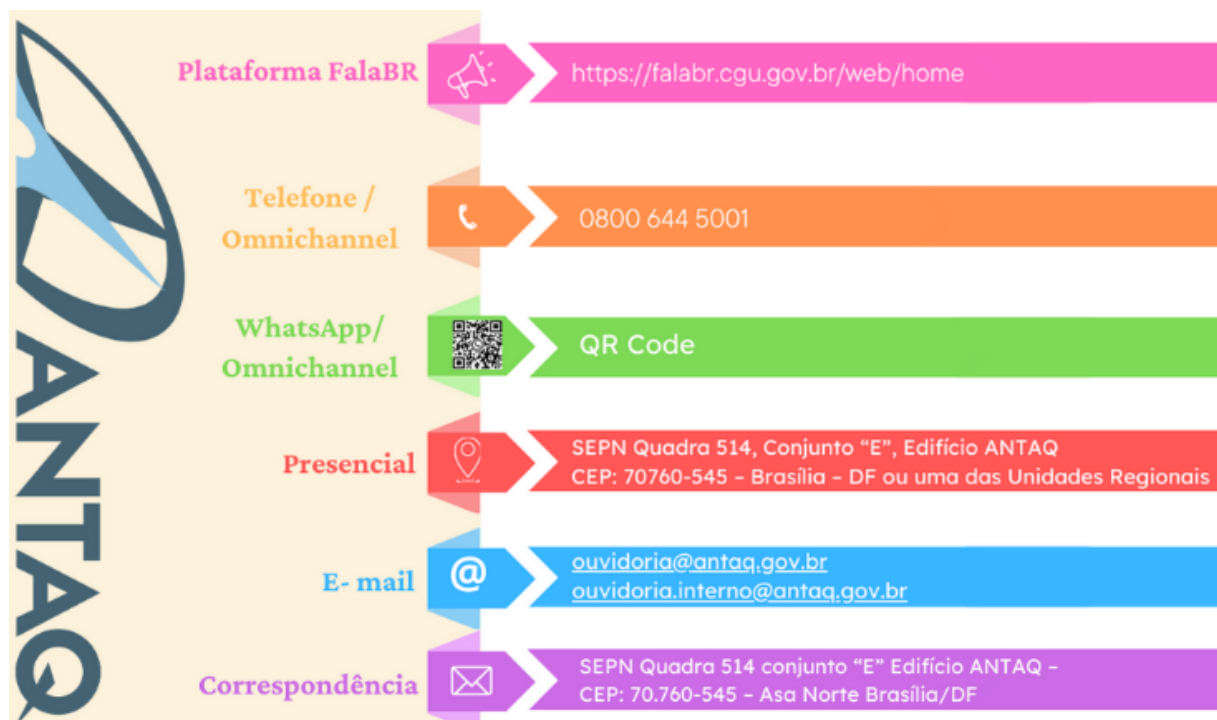 ANTAQ
Plataforma FalaBR
https://falabr.cgu.gov.br/web/home
Telefone /
Omnichannel
0800 644 5001
WhatsApp/
Omnichannel
QR Code
Presencial
SEPN Quadra 514, Conjunto “E”, Edifício ANTAQ
CEP: 70760-545 – Brasília – DF ou uma das Unidades Regionais
E- mail
@
ouvidoria@antaq.gov.br
ouvidoria.interno@antaq.gov.br
Correspondência
SEPN Quadra 514 conjunto “E” Edifício ANTAQ –
CEP: 70.760-545 – Asa Norte Brasília/DF